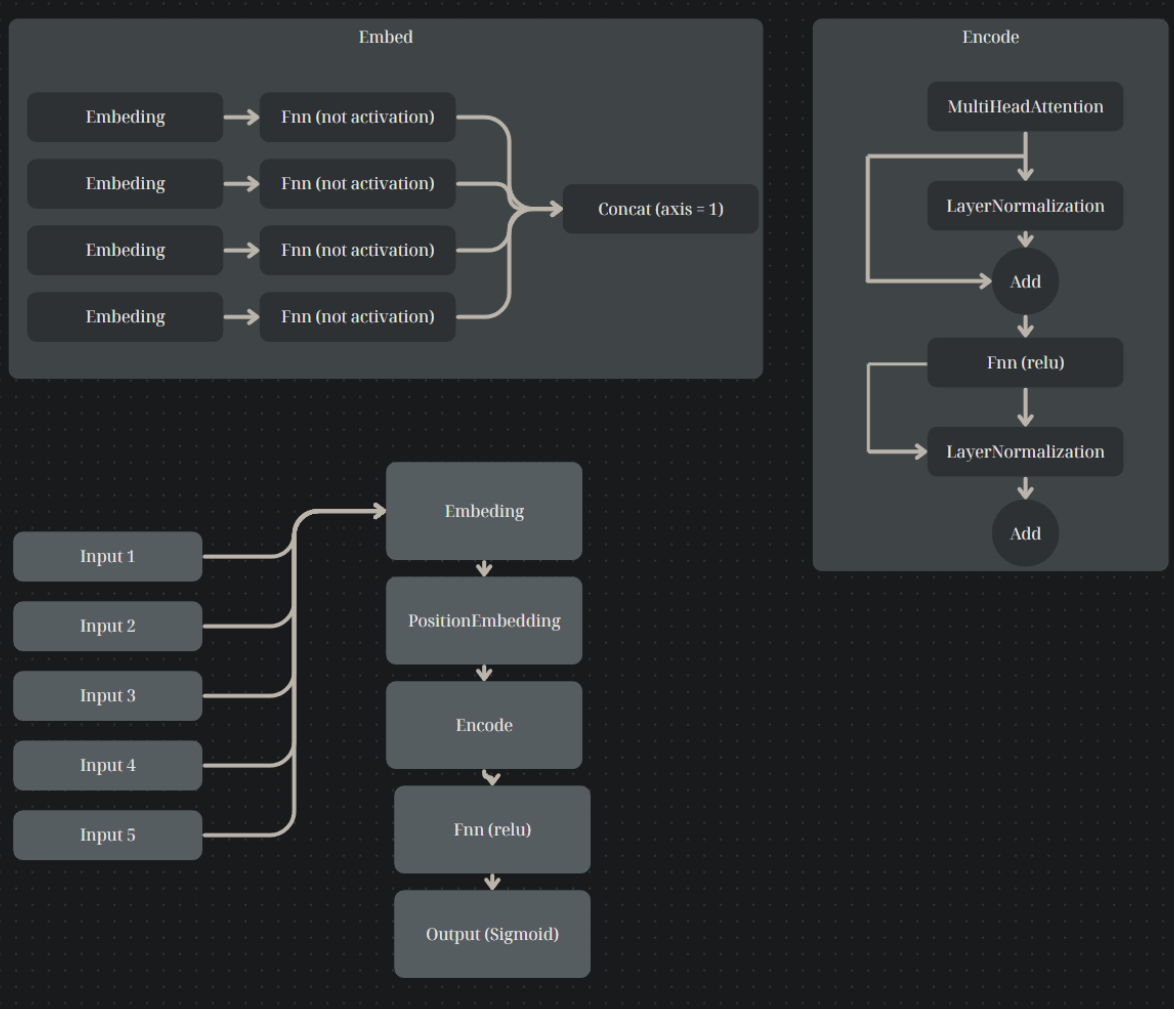 Embed
Embeding
Fnn (not activation)
Embeding
Fnn (not activation)
Embeding
Fnn (not activation)
Embeding
Fnn (not activation)
Concat (axis = 1)
Encode
MultiHeadAttention
LayerNormalization
Add
Fnn (relu)
LayerNormalization
Add
Input 1
Input 2
Input 3
Input 4
Input 5
Embeding
PositionEmbedding
Encode
Fnn (relu)
Output (Sigmoid)